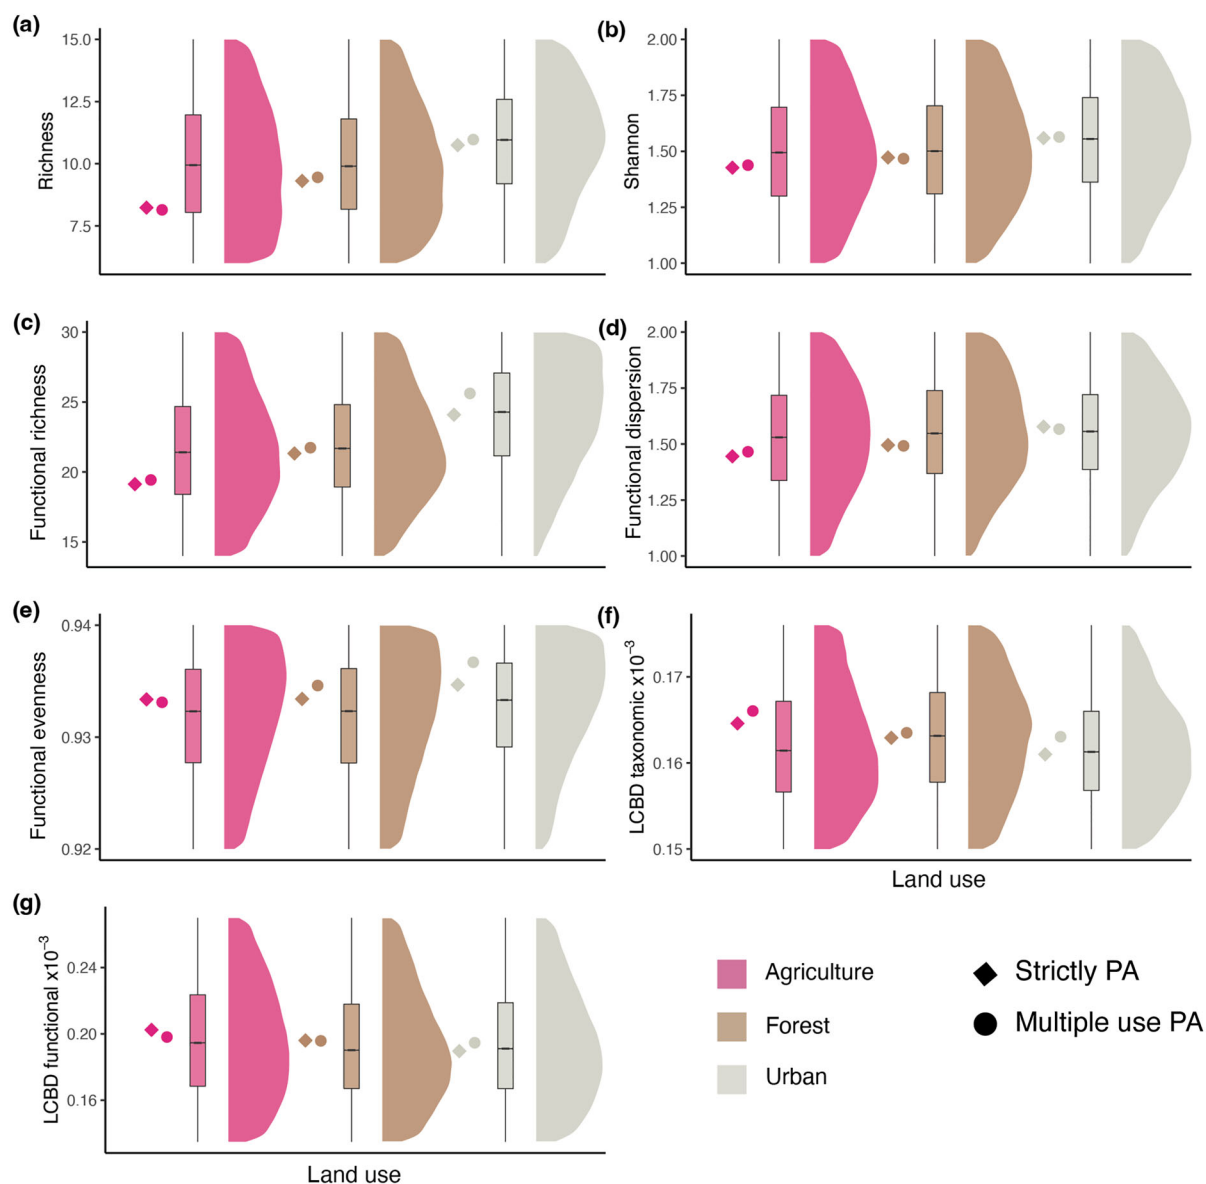 (a)
15.0
12.5
10.0
7.5
Richness
(b)
2.00
1.75
1.50
1.25
1.00
Shannon
(c)
30
25
20
15
Functional richness
(d)
2.00
1.75
1.50
1.25
1.00
Functional dispersion
(e)
0.94
0.93
0.92
Functional evenness
(f)
0.17
0.16
0.15
LCBD taxonomic x10⁻³
Land use
(g)
0.24
0.20
0.16
LCBD functional x10⁻³
Land use
Agriculture
Forest
Urban
Strictly PA
Multiple use PA